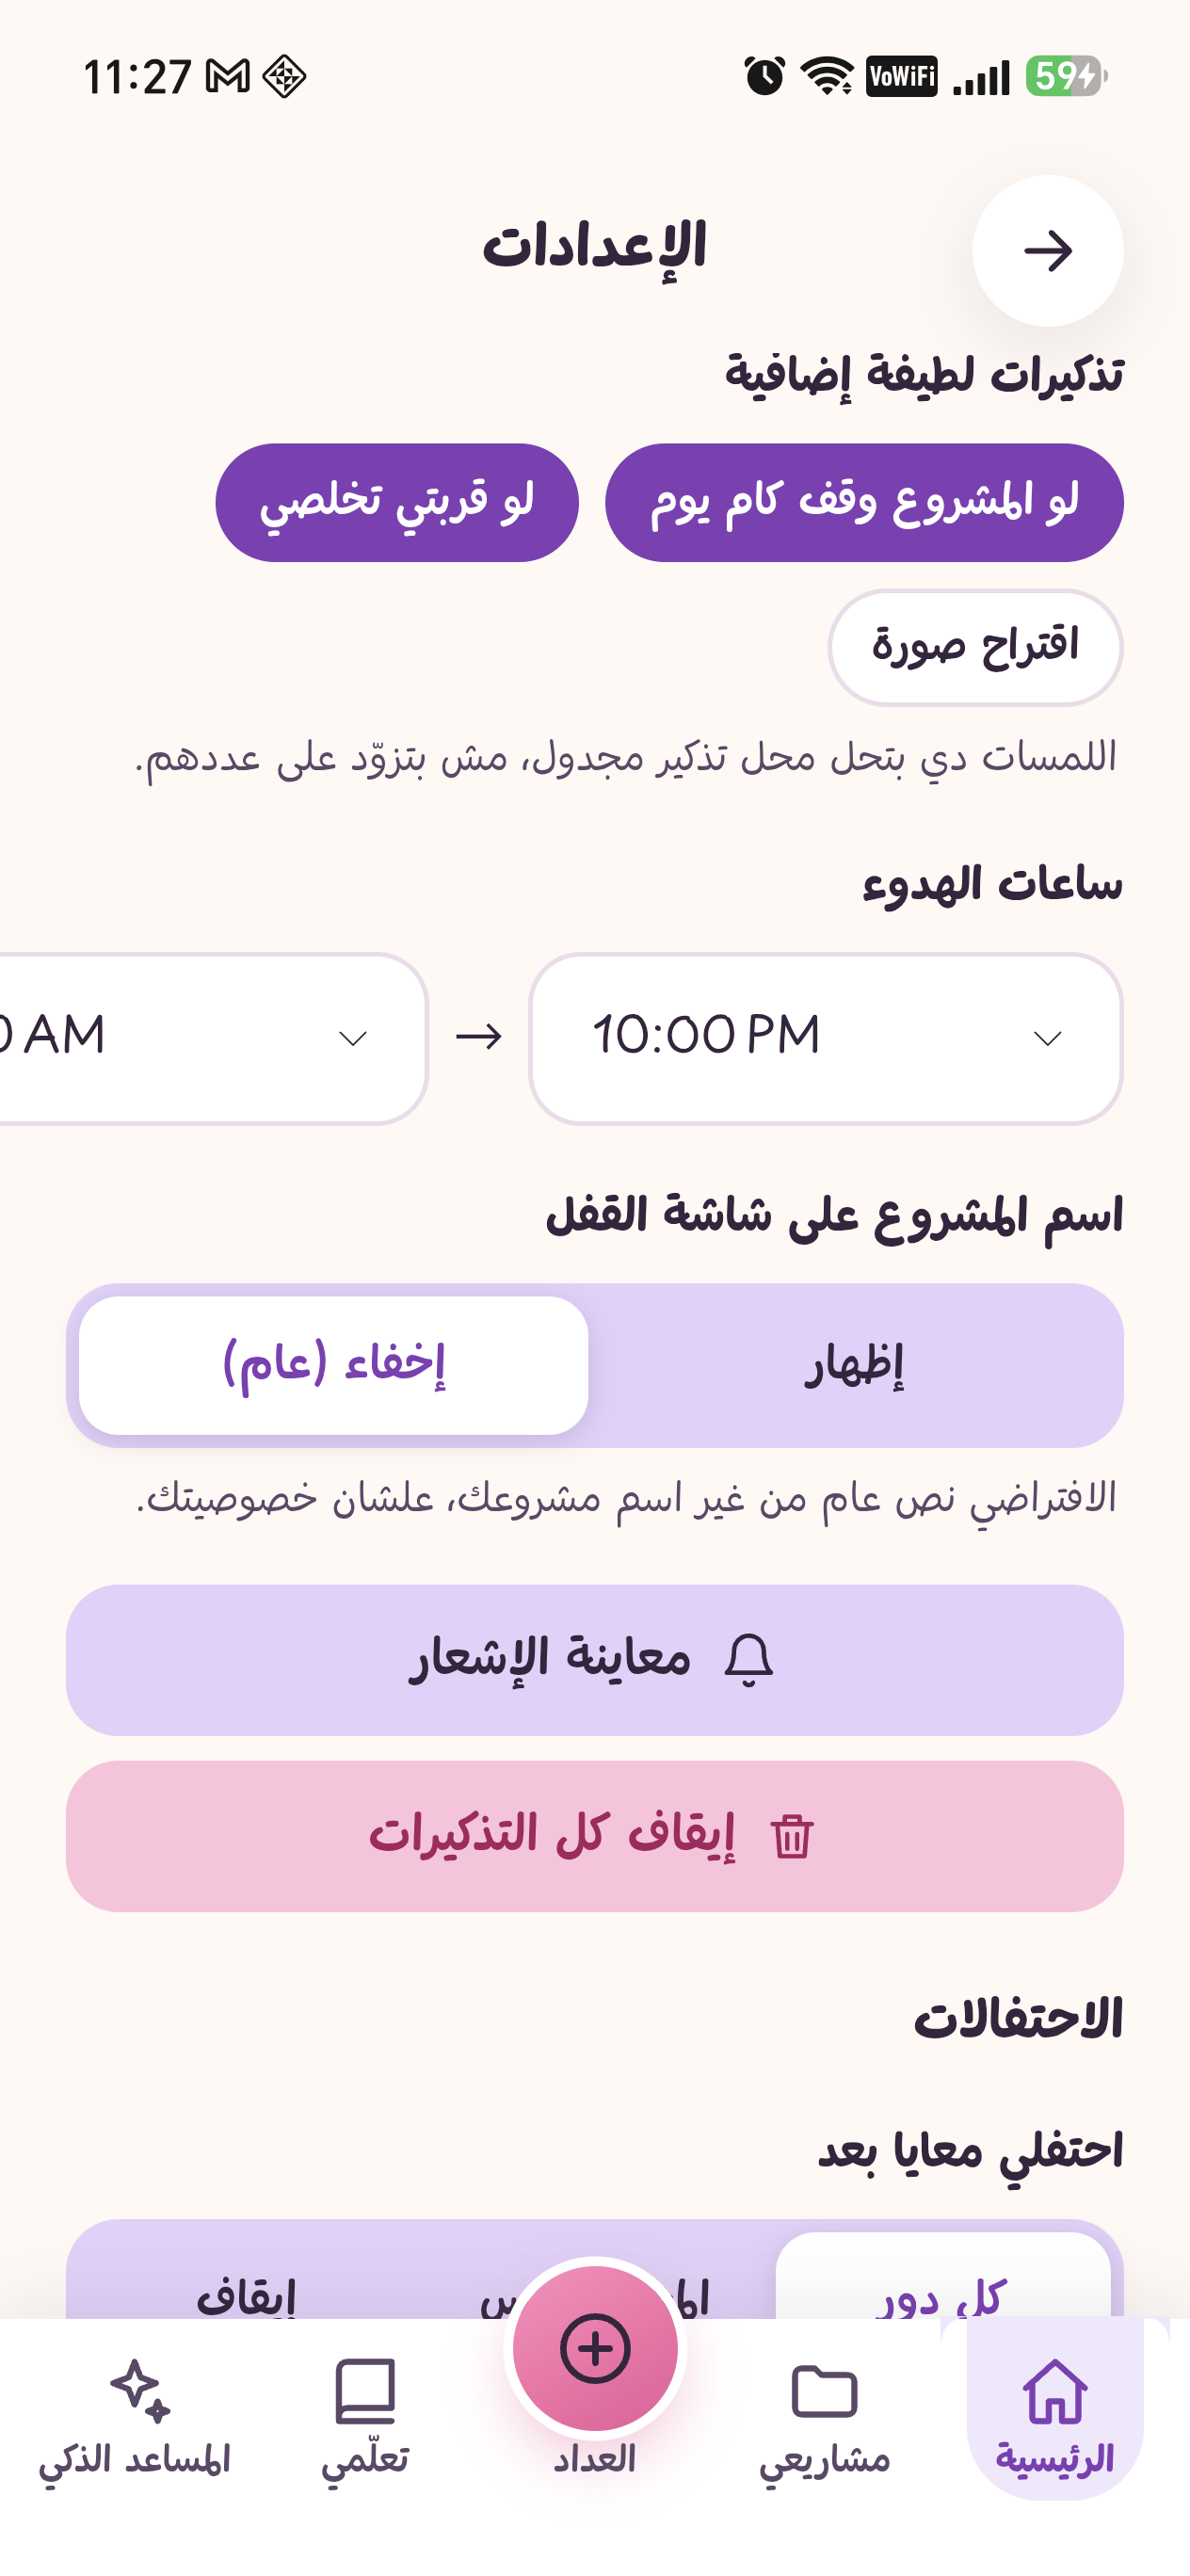 11:27
VoWiFi
59
الإعدادات
تذكيرات لطيفة إضافية
لو المشروع وقف كام يوم
لو قربتي تخلصي
اقتراح صورة
اللمسات دي بتحل محل تذكير مجدول، مش بتزوّد على عددهم.
ساعات الهدوء
10:00 PM → 0 AM
اسم المشروع على شاشة القفل
إظهار
إخفاء (عام)
الافتراضي نص عام من غير اسم مشروعك، علشان خصوصيتك.
معاينة الإشعار
إيقاف كل التذكيرات
الاحتفالات
احتفلي معايا بعد
كل دور
إيقاف
الرئيسية
مشاريعي
العداد
تعلّمي
المساعد الذكي